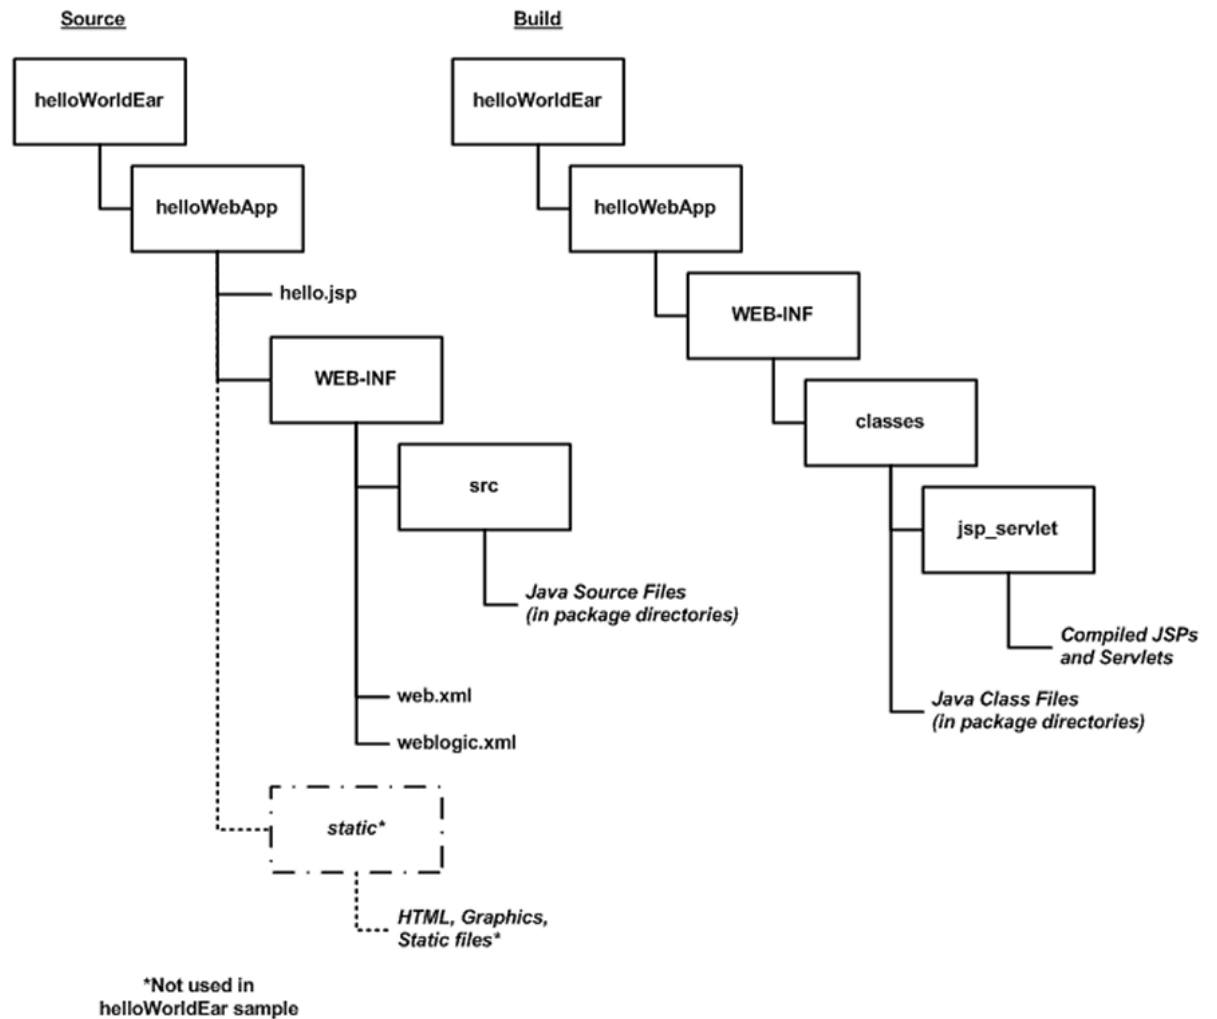 Source
helloWorldEar
helloWebApp
hello.jsp
WEB-INF
src
Java Source Files
(in package directories)
web.xml
weblogic.xml
static*
HTML, Graphics,
Static files*
*Not used in
helloWorldEar sample
Build
helloWorldEar
helloWebApp
WEB-INF
classes
jsp_servlet
Compiled JSPs
and Servlets
Java Class Files
(in package directories)